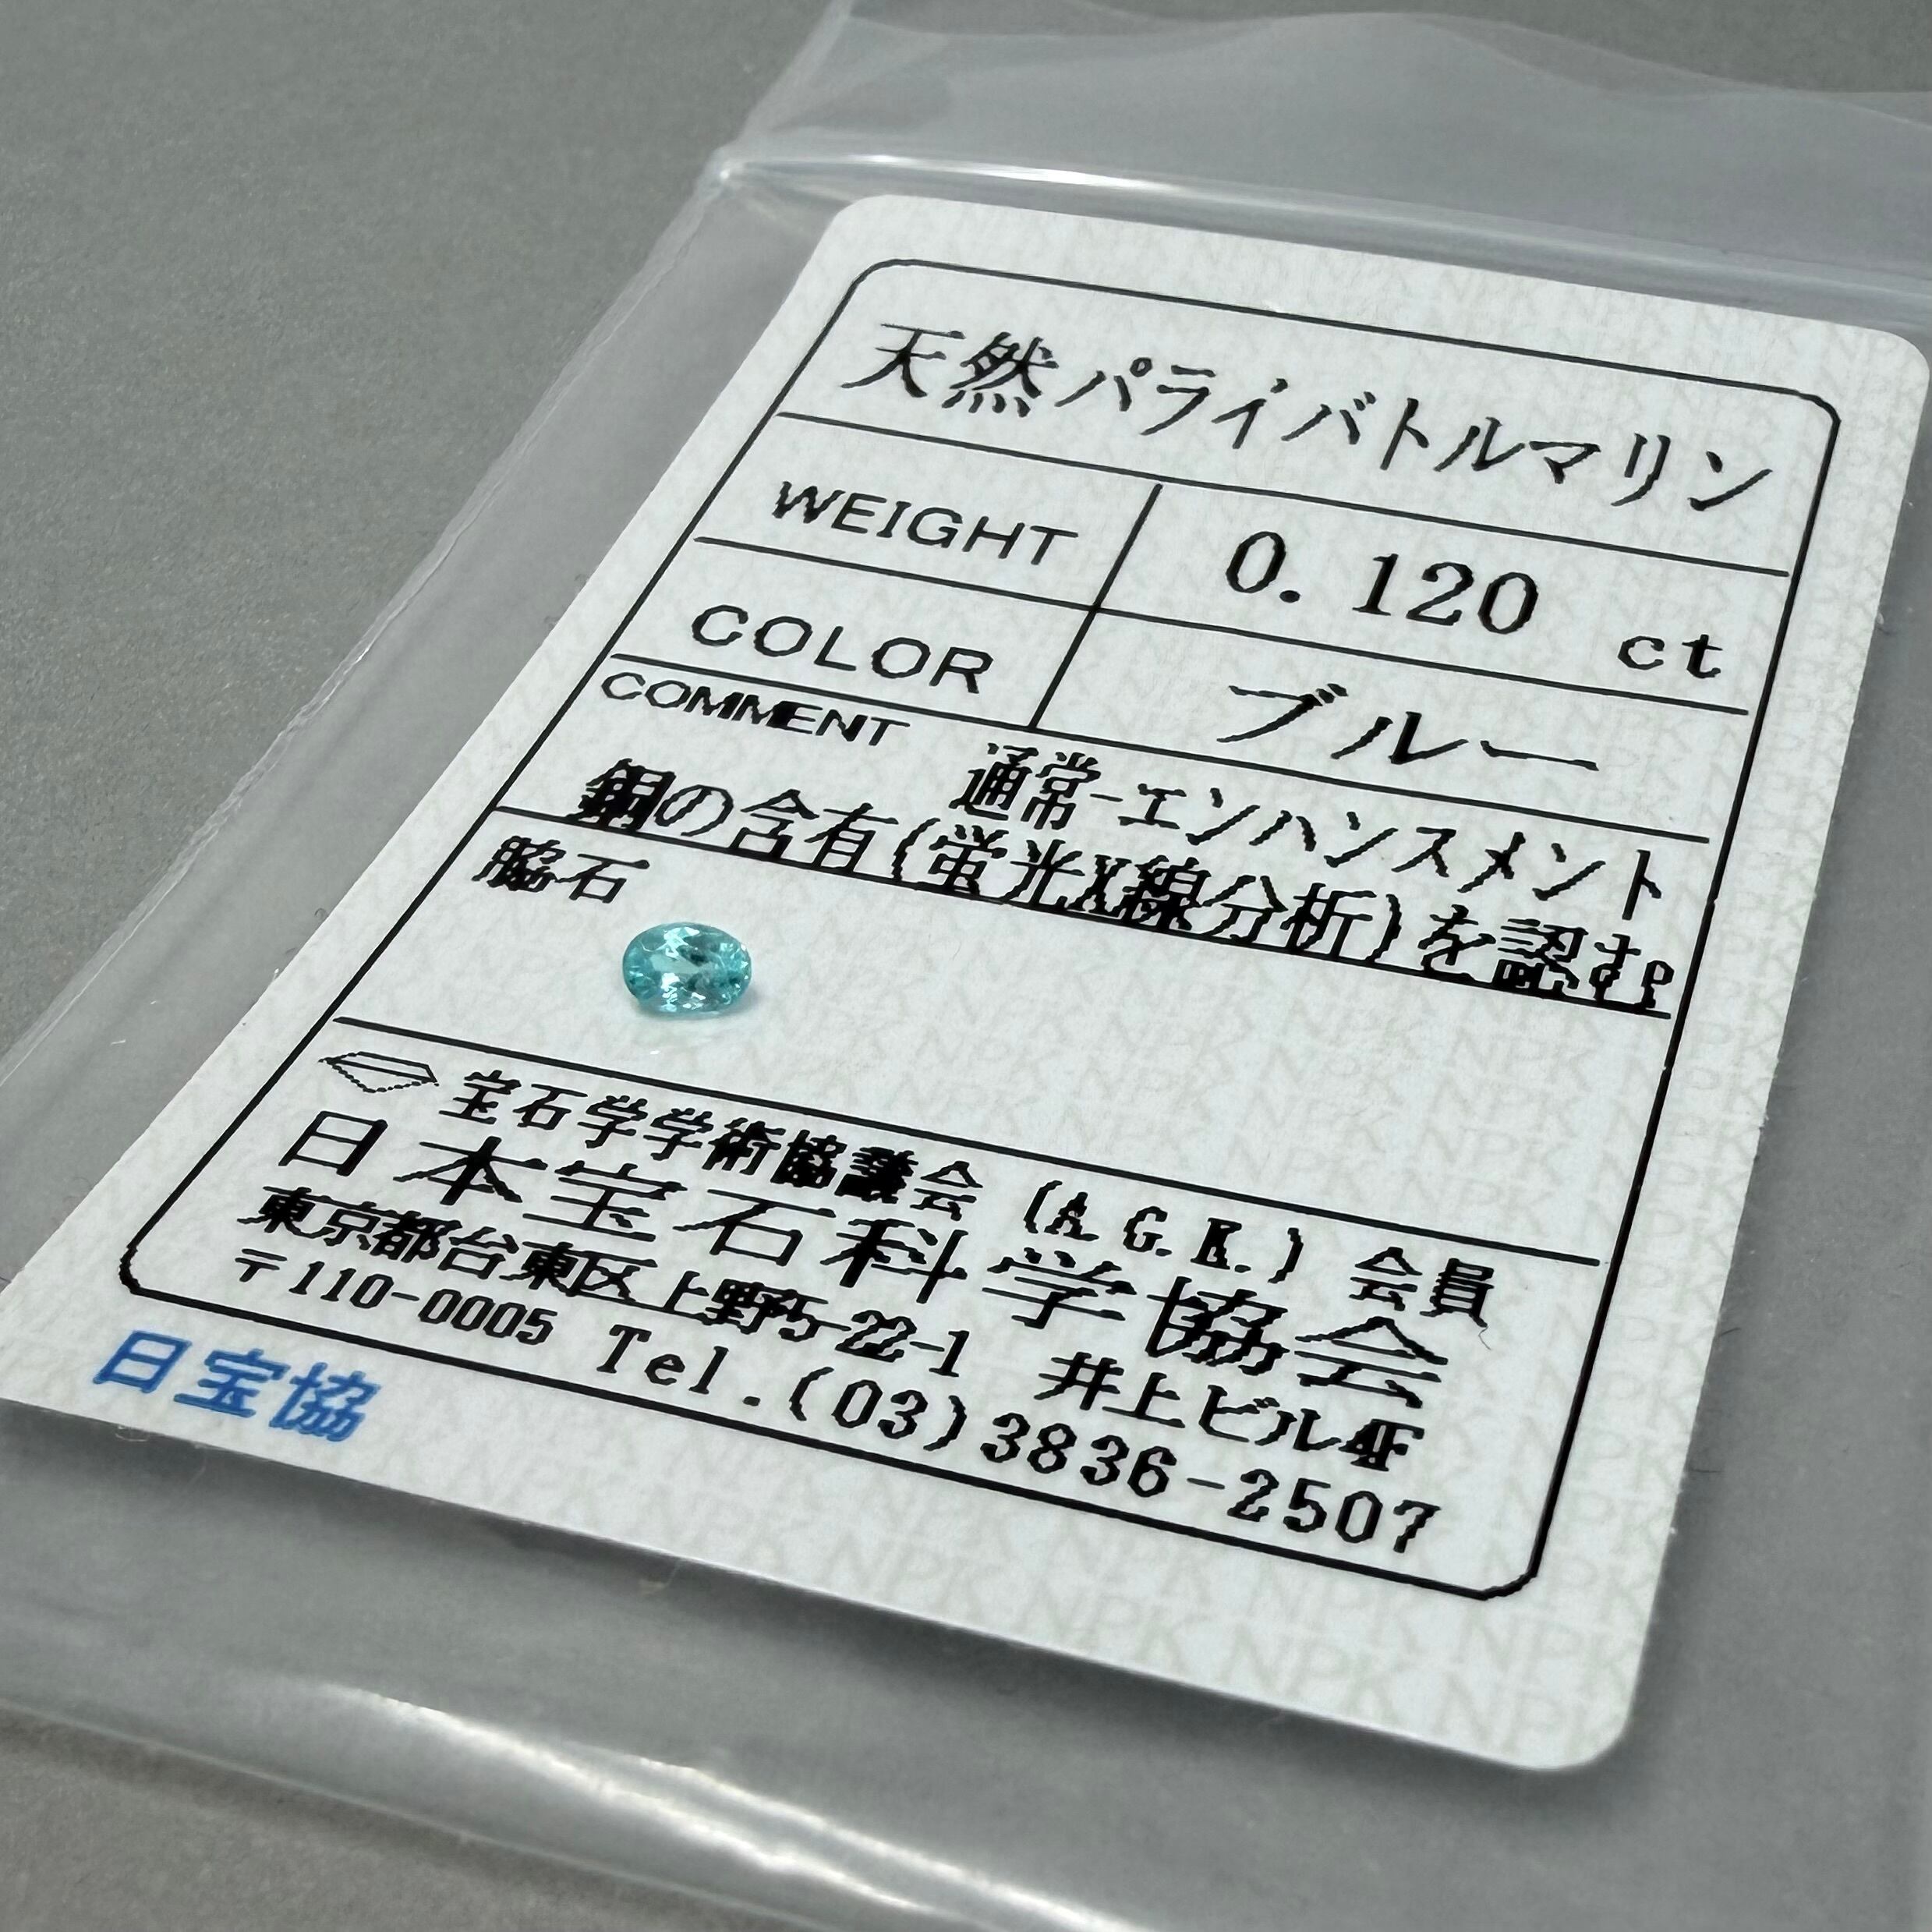 天然パライバトルマリン
WEIGHT 0.120 ct
COLOR ブルー
COMMENT 通常-エンハンスメント
銅の含有(蛍光X線分析)を認む。
脇石
宝石学学術協議会 (A.G.K.) 会員
日本宝石科学協会
東京都台東区上野5-22-1 井上ビル4F
〒110-0005 Tel.(03)3836-2507
日宝協